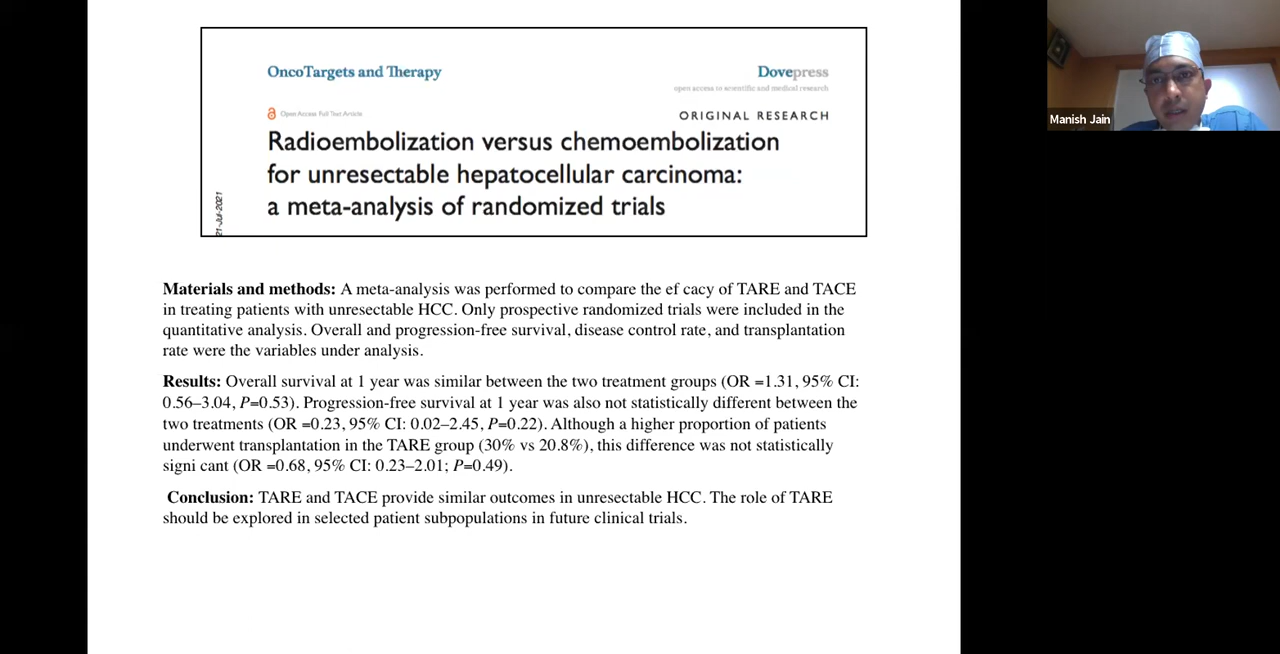 OncoTargets and Therapy
Dovepress
open access to scientific and medical research
Open Access Full Text Article
ORIGINAL RESEARCH
Radioembolization versus chemoembolization
for unresectable hepatocellular carcinoma:
a meta-analysis of randomized trials
21-Jul-2021
Materials and methods: A meta-analysis was performed to compare the ef cacy of TARE and TACE
in treating patients with unresectable HCC. Only prospective randomized trials were included in the
quantitative analysis. Overall and progression-free survival, disease control rate, and transplantation
rate were the variables under analysis.
Results: Overall survival at 1 year was similar between the two treatment groups (OR =1.31, 95% CI:
0.56–3.04, P=0.53). Progression-free survival at 1 year was also not statistically different between the
two treatments (OR =0.23, 95% CI: 0.02–2.45, P=0.22). Although a higher proportion of patients
underwent transplantation in the TARE group (30% vs 20.8%), this difference was not statistically
signi cant (OR =0.68, 95% CI: 0.23–2.01; P=0.49).
Conclusion: TARE and TACE provide similar outcomes in unresectable HCC. The role of TARE
should be explored in selected patient subpopulations in future clinical trials.
Manish Jain